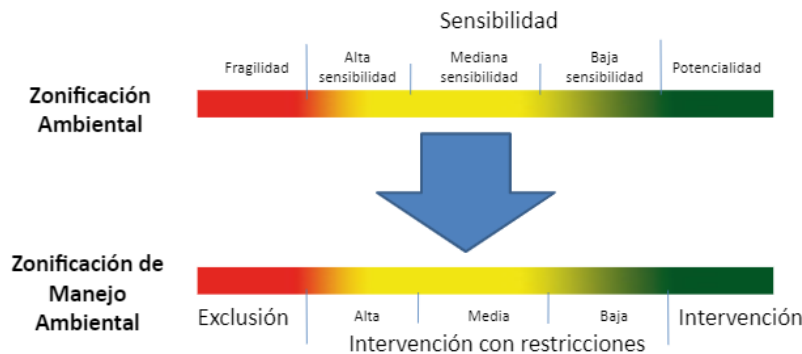 Sensibilidad
Fragilidad
Alta
sensibilidad
Mediana
sensibilidad
Baja
sensibilidad
Potencialidad
Zonificación
Ambiental
Zonificación de
Manejo
Ambiental
Exclusión
Alta
Media
Baja
Intervención
Intervención con restricciones